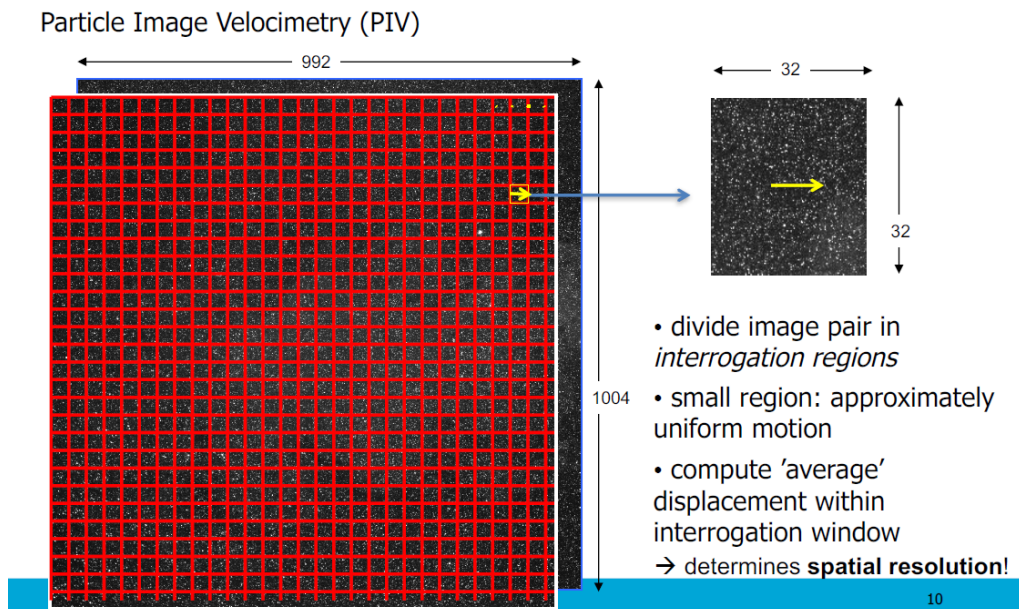 Particle Image Velocimetry (PIV)
992
32
32
1004
• divide image pair in
interrogation regions
• small region: approximately
uniform motion
• compute ’average’
displacement within
interrogation window
→ determines spatial resolution!
10